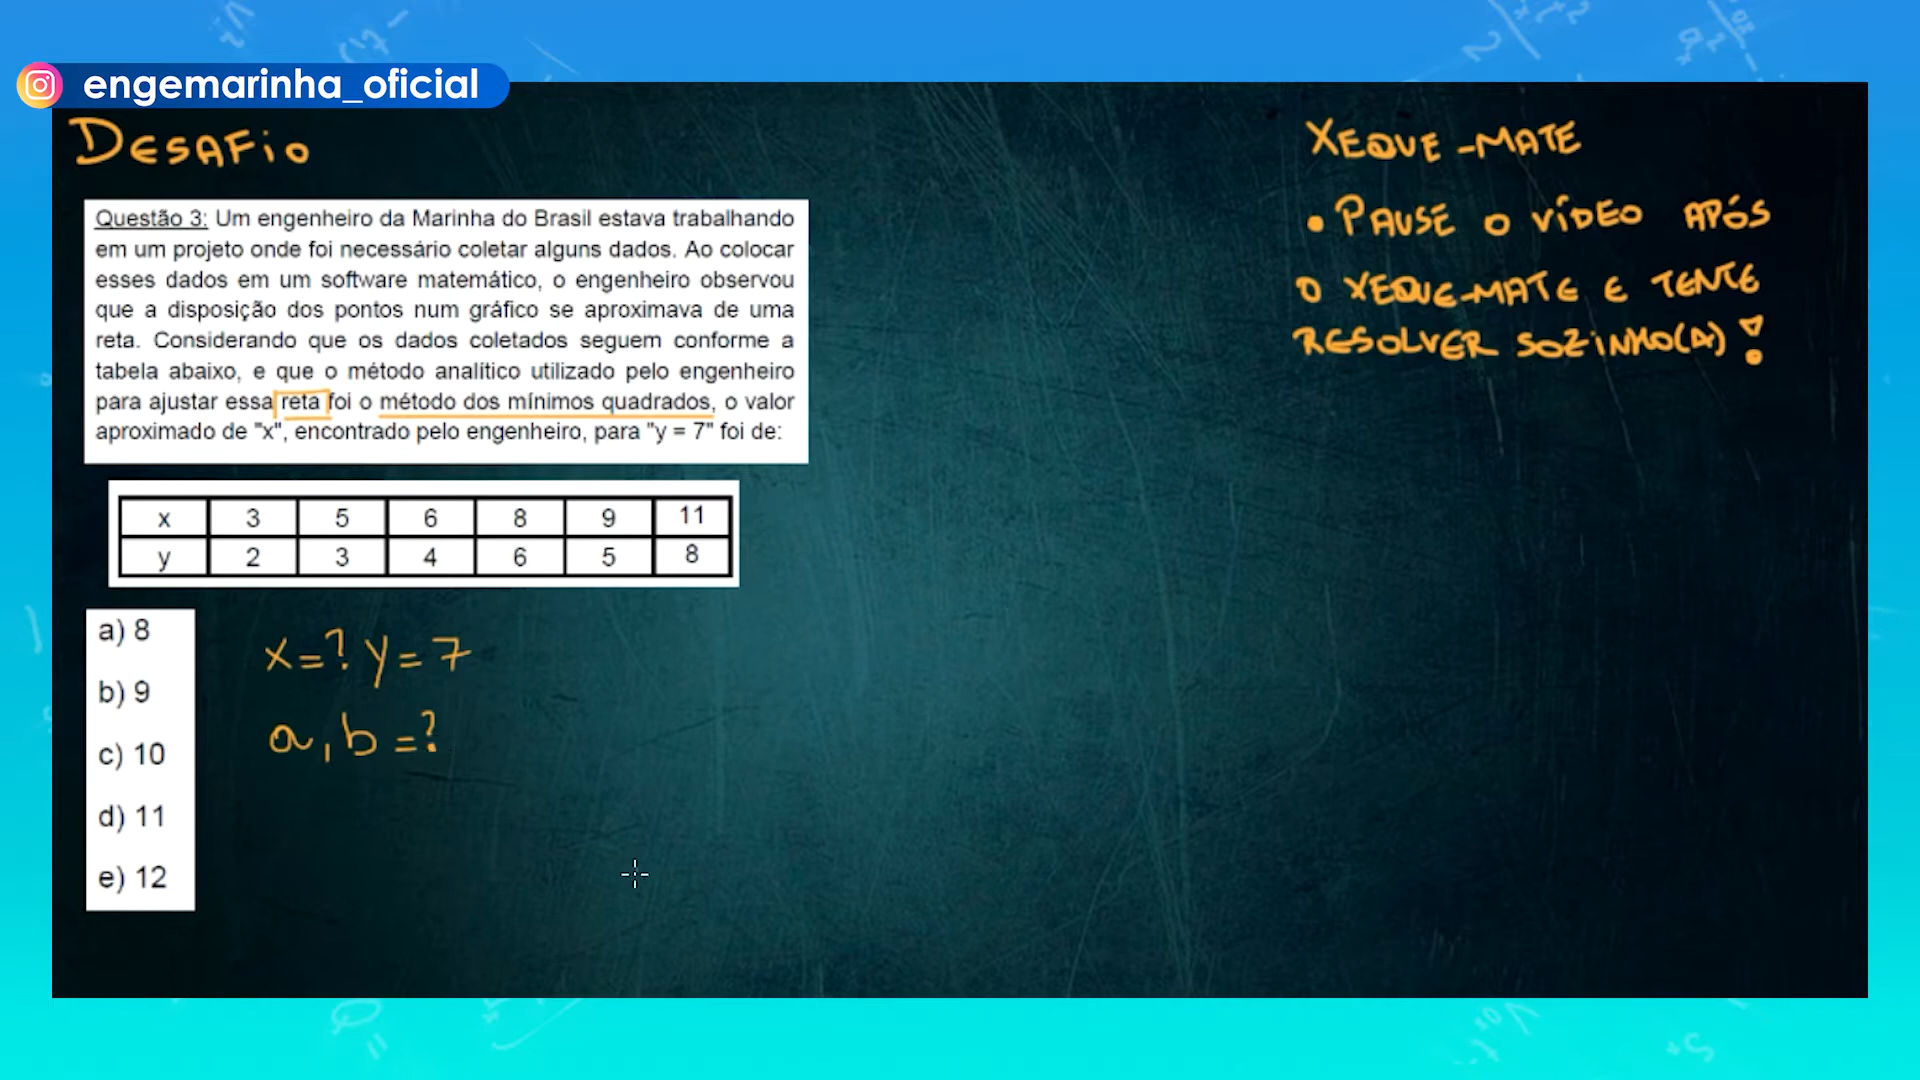 engemarinha_oficial
DESAFIO
Questão 3: Um engenheiro da Marinha do Brasil estava trabalhando
em um projeto onde foi necessário coletar alguns dados. Ao colocar
esses dados em um software matemático, o engenheiro observou
que a disposição dos pontos num gráfico se aproximava de uma
reta. Considerando que os dados coletados seguem conforme a
tabela abaixo, e que o método analítico utilizado pelo engenheiro
para ajustar essa reta foi o método dos mínimos quadrados, o valor
aproximado de "x", encontrado pelo engenheiro, para "y = 7" foi de:
x 3 5 6 8 9 11
y 2 3 4 6 5 8
a) 8
b) 9
c) 10
d) 11
e) 12
x=? y=7
a, b =?
XEQUE-MATE
• PAUSE O VÍDEO APÓS
O XEQUE-MATE E TENTE
RESOLVER SOZINHO(A)!